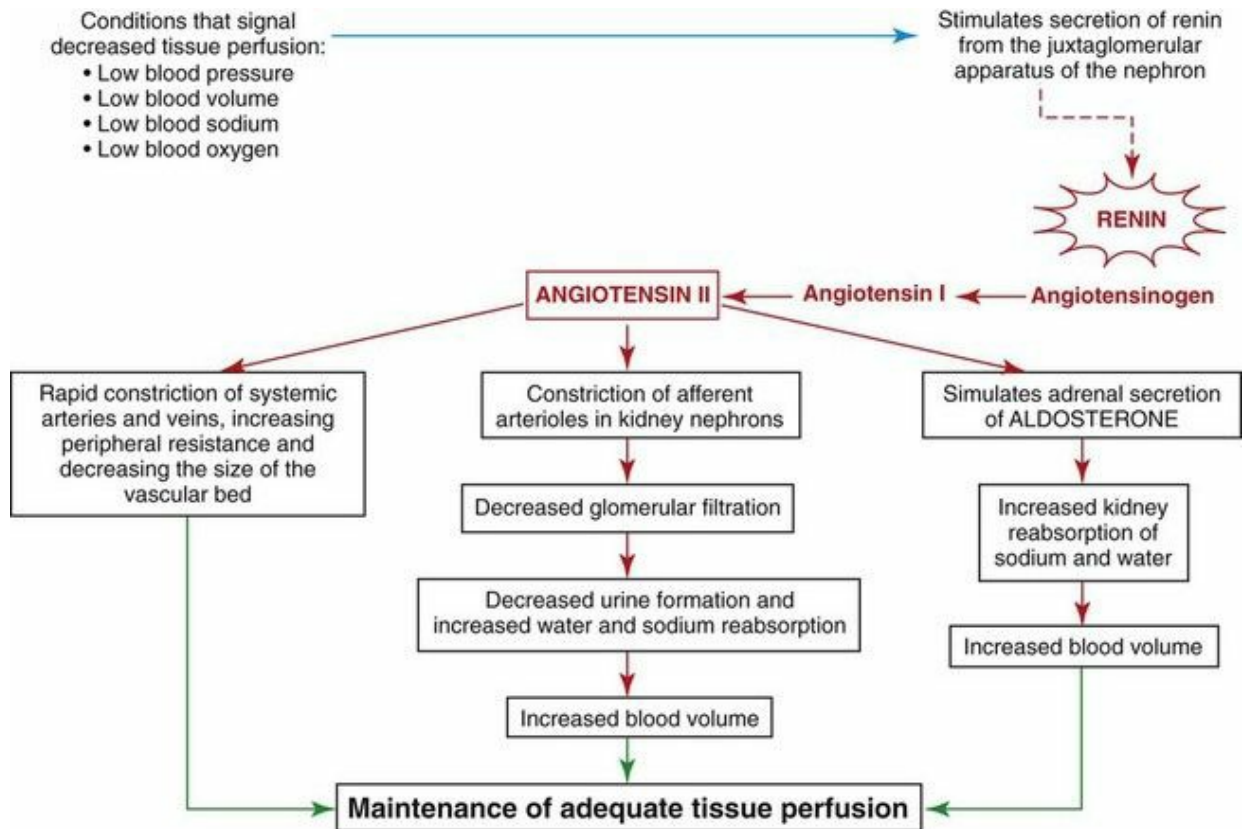 Conditions that signal
decreased tissue perfusion:
• Low blood pressure
• Low blood volume
• Low blood sodium
• Low blood oxygen
Stimulates secretion of renin
from the juxtaglomerular
apparatus of the nephron
RENIN
ANGIOTENSIN II
Angiotensin I
Angiotensinogen
Rapid constriction of systemic
arteries and veins, increasing
peripheral resistance and
decreasing the size of the
vascular bed
Constriction of afferent
arterioles in kidney nephrons
Decreased glomerular filtration
Decreased urine formation and
increased water and sodium reabsorption
Increased blood volume
Simulates adrenal secretion
of ALDOSTERONE
Increased kidney
reabsorption of
sodium and water
Increased blood volume
Maintenance of adequate tissue perfusion